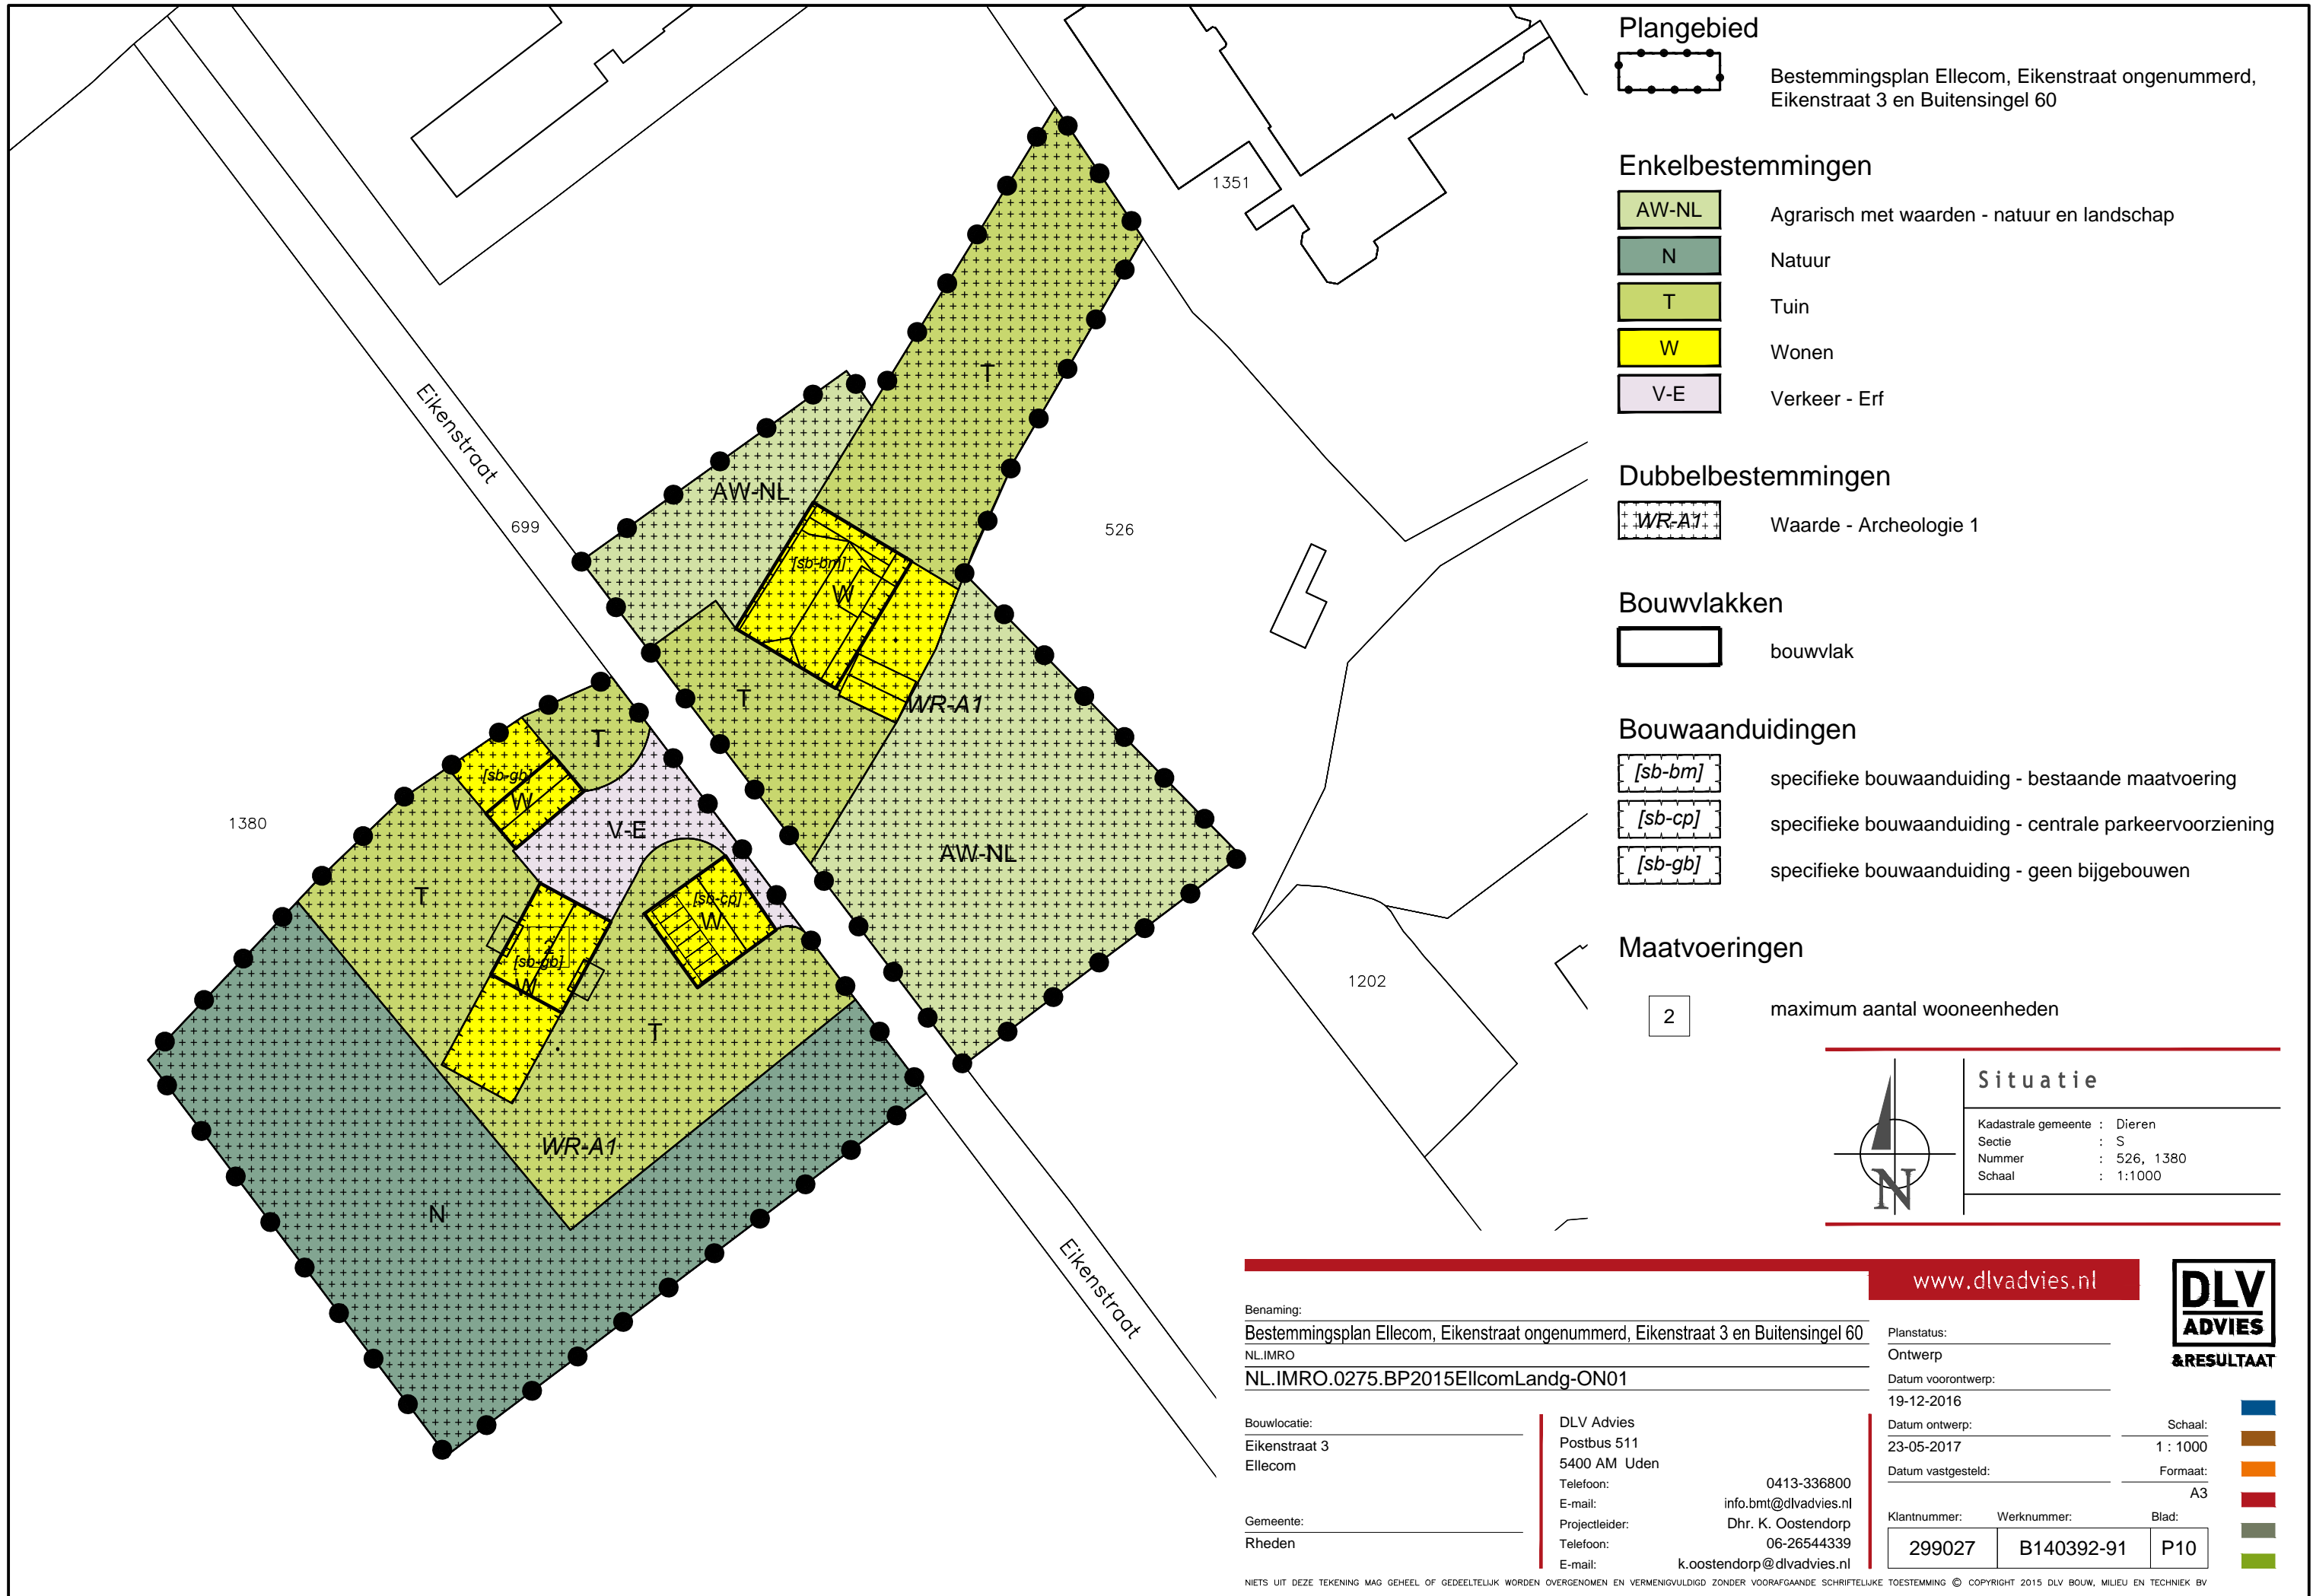 Plangebied
Bestemmingsplan Ellecom, Eikenstraat ongenummerd,
Eikenstraat 3 en Buitensingel 60
Enkelbestemmingen
AW-NL Agrarisch met waarden - natuur en landschap
N Natuur
T Tuin
W Wonen
V-E Verkeer - Erf
Dubbelbestemmingen
WR-A1 Waarde - Archeologie 1
Bouwvlakken
bouwvlak
Bouwaanduidingen
[sb-bm] specifieke bouwaanduiding - bestaande maatvoering
[sb-cp] specifieke bouwaanduiding - centrale parkeervoorziening
[sb-gb] specifieke bouwaanduiding - geen bijgebouwen
Maatvoeringen
2 maximum aantal wooneenheden
1351
T
Eikenstraat
AW-NL
699
526
[sb-bm]
W
T
WR-A1
T
[sb-gb]
W
1380
V-E
AW-NL
T
[sb-cp]
W
2
[sb-gb]
W
T
1202
WR-A1
N
Eikenstraat
Situatie
Kadastrale gemeente : Dieren
Sectie : S
Nummer : 526, 1380
Schaal : 1:1000
N
www.dlvadvies.nl
DLV
ADVIES
&RESULTAAT
Benaming:
Bestemmingsplan Ellecom, Eikenstraat ongenummerd, Eikenstraat 3 en Buitensingel 60
NL.IMRO
NL.IMRO.0275.BP2015EllcomLandg-ON01
Bouwlocatie:
Eikenstraat 3
Ellecom
Gemeente:
Rheden
DLV Advies
Postbus 511
5400 AM Uden
Telefoon: 0413-336800
E-mail: info.bmt@dlvadvies.nl
Projectleider: Dhr. K. Oostendorp
Telefoon: 06-26544339
E-mail: k.oostendorp@dlvadvies.nl
Planstatus:
Ontwerp
Datum voorontwerp:
19-12-2016
Datum ontwerp: Schaal:
23-05-2017 1 : 1000
Datum vastgesteld: Formaat:
A3
Klantnummer: Werknummer: Blad:
299027 B140392-91 P10
NIETS UIT DEZE TEKENING MAG GEHEEL OF GEDEELTELIJK WORDEN OVERGENOMEN EN VERMENIGVULDIGD ZONDER VOORAFGAANDE SCHRIFTELIJKE TOESTEMMING © COPYRIGHT 2015 DLV BOUW, MILIEU EN TECHNIEK BV